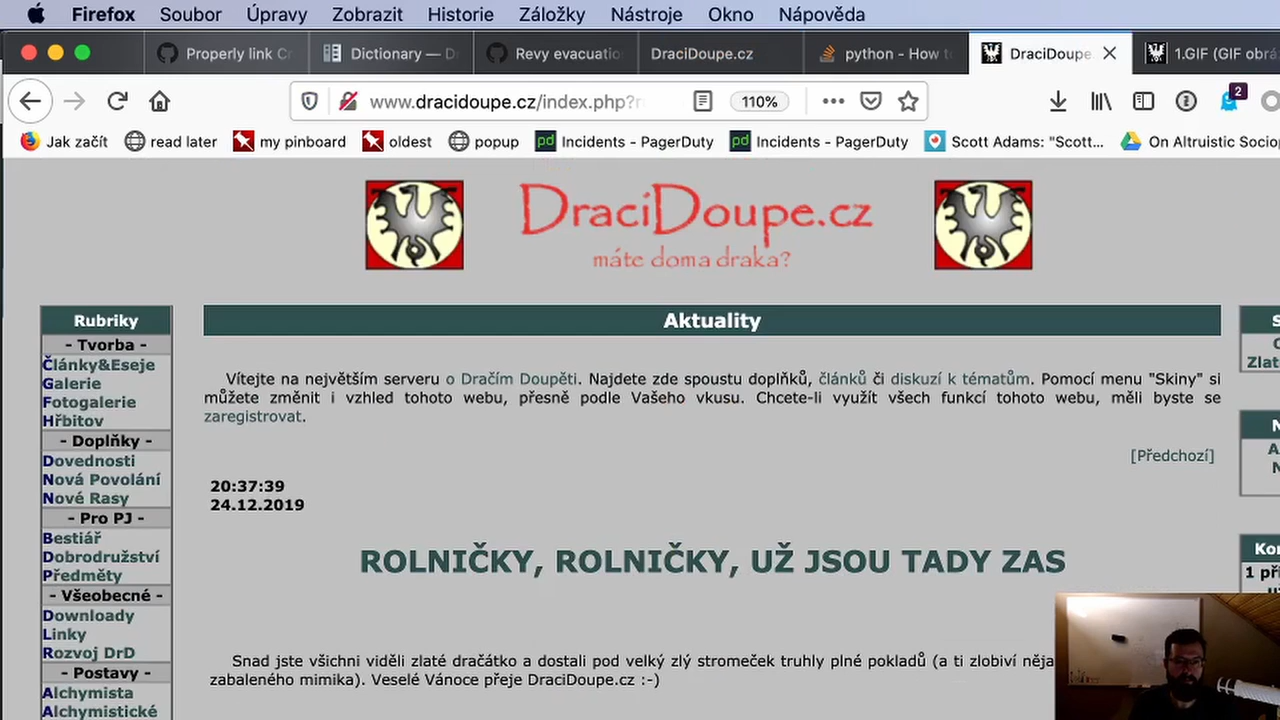 Firefox Soubor Úpravy Zobrazit Historie Záložky Nástroje Okno Nápověda
Properly link Dictionary — Revy evacuatio DraciDoupe.cz python - How DraciDoupe. 1.GIF (GIF
www.dracidoupe.cz/index.php? 110% 2
Jak začít read later my pinboard oldest popup Incidents - PagerDuty Incidents - PagerDuty Scott Adams: "Scott... On Altruistic
DraciDoupe.cz
máte doma draka?
Rubriky
- Tvorba -
Články&Eseje
Galerie
Fotogalerie
Hřbitov
- Doplňky -
Dovednosti
Nová Povolání
Nové Rasy
- Pro PJ -
Bestiář
Dobrodružství
Předměty
- Všeobecné -
Downloady
Linky
Rozvoj DrD
- Postavy -
Alchymista
Alchymistické
Aktuality
Vítejte na největším serveru o Dračím Doupěti. Najdete zde spoustu doplňků, článků či diskuzí k tématům. Pomocí menu "Skiny" si
můžete změnit i vzhled tohoto webu, přesně podle Vašeho vkusu. Chcete-li využít všech funkcí tohoto webu, měli byste se
zaregistrovat.
[Předchozí]
20:37:39
24.12.2019
ROLNIČKY, ROLNIČKY, UŽ JSOU TADY ZAS
Snad jste všichni viděli zlaté dračátko a dostali pod velký zlý stromeček truhly plné pokladů (a ti zlobiví
zabaleného mimika). Veselé Vánoce přeje DraciDoupe.cz :-)